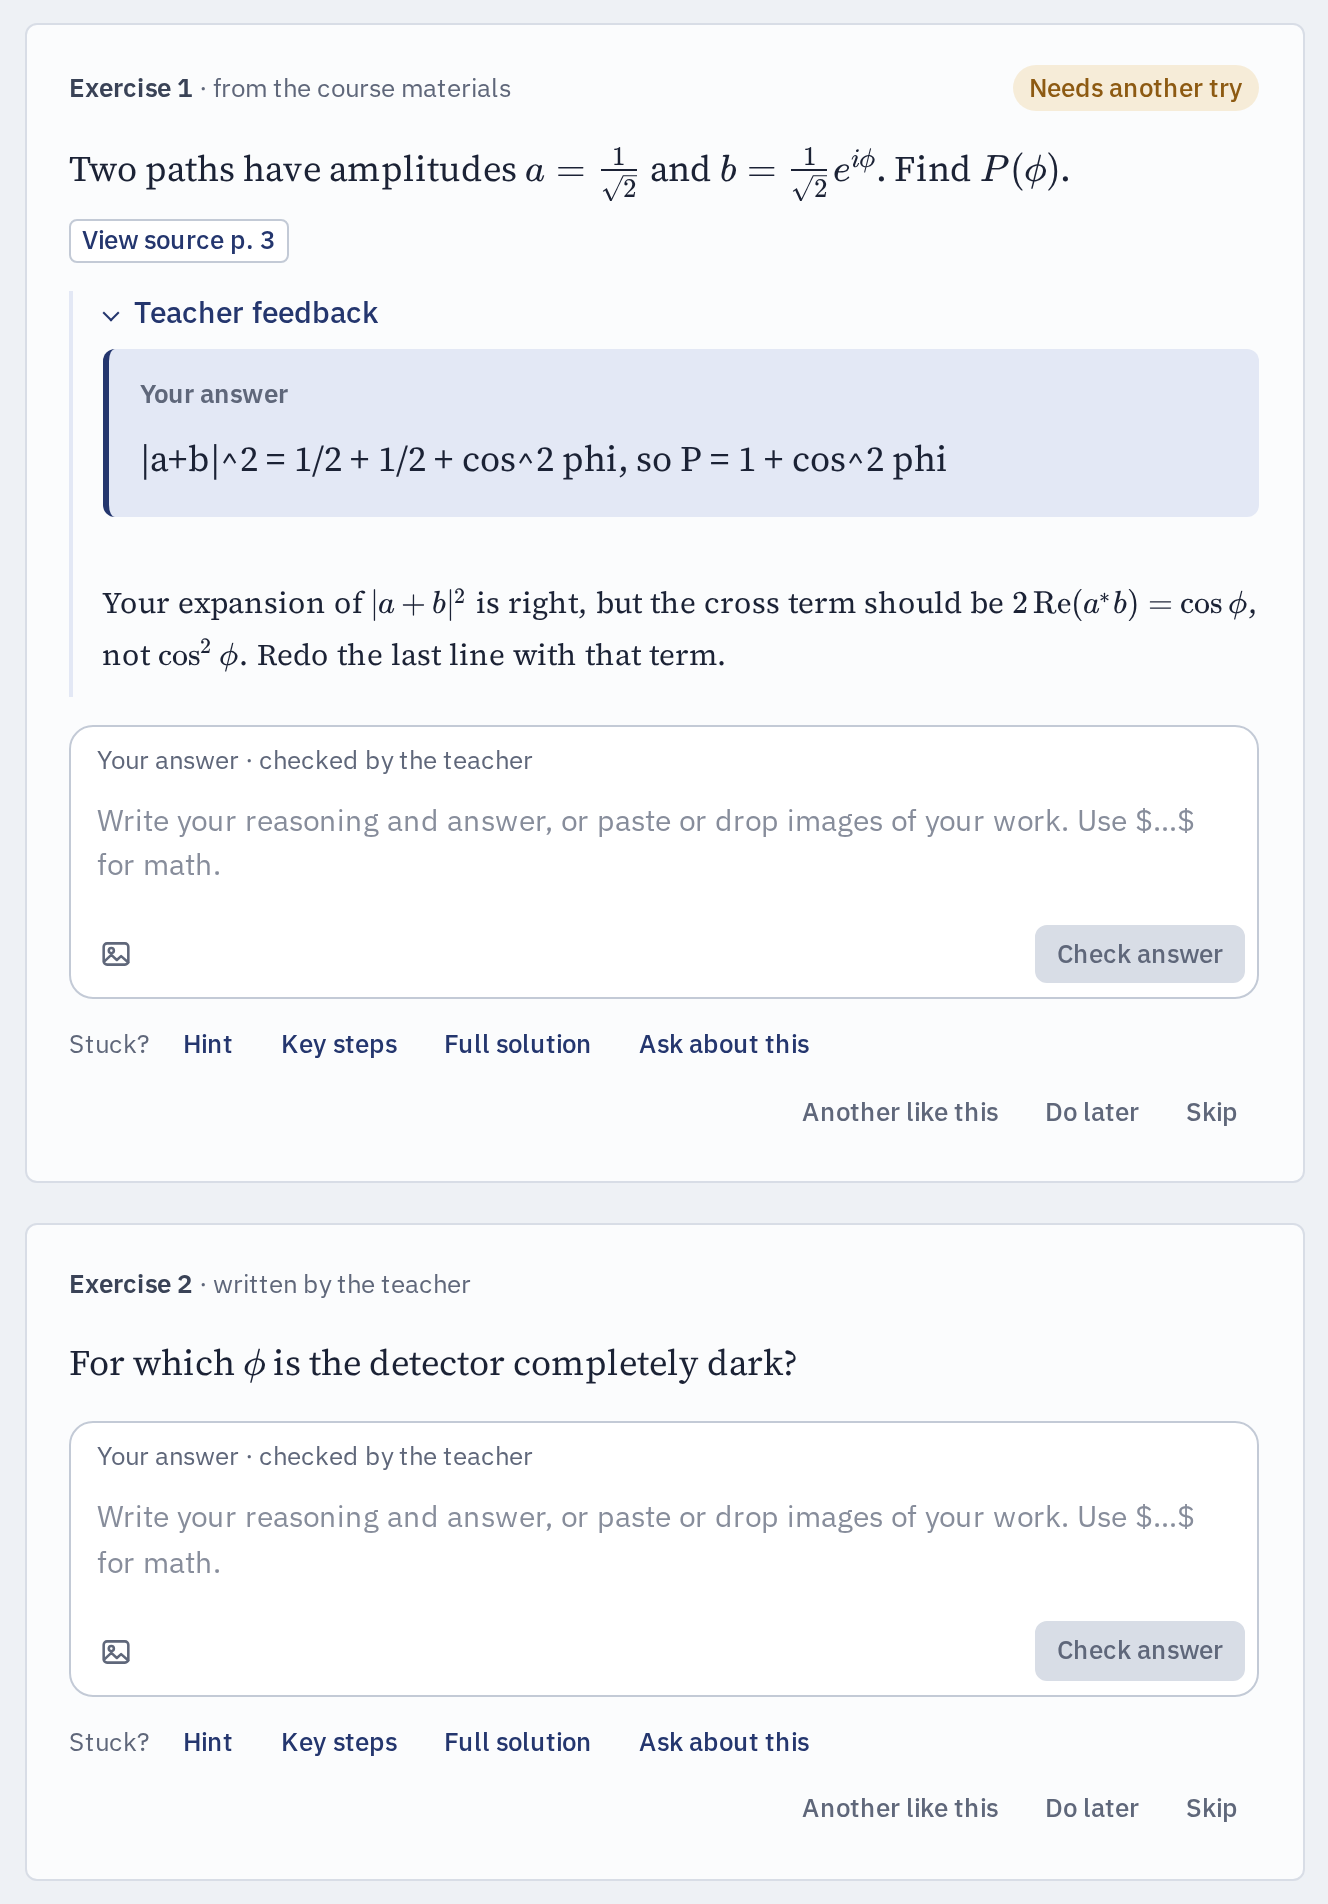 Exercise 1 · from the course materials
Needs another try
Two paths have amplitudes $a = \frac{1}{\sqrt{2}}$ and $b = \frac{1}{\sqrt{2}}e^{i\phi}$. Find $P(\phi)$.
View source p. 3
Teacher feedback
Your answer
|a+b|^2 = 1/2 + 1/2 + cos^2 phi, so P = 1 + cos^2 phi
Your expansion of $|a + b|^2$ is right, but the cross term should be $2\,\mathrm{Re}(a^*b) = \cos\phi$,
not $\cos^2\phi$. Redo the last line with that term.
Your answer · checked by the teacher
Write your reasoning and answer, or paste or drop images of your work. Use $...$
for math.
Check answer
Stuck? Hint Key steps Full solution Ask about this
Another like this Do later Skip
Exercise 2 · written by the teacher
For which $\phi$ is the detector completely dark?
Your answer · checked by the teacher
Write your reasoning and answer, or paste or drop images of your work. Use $...$
for math.
Check answer
Stuck? Hint Key steps Full solution Ask about this
Another like this Do later Skip